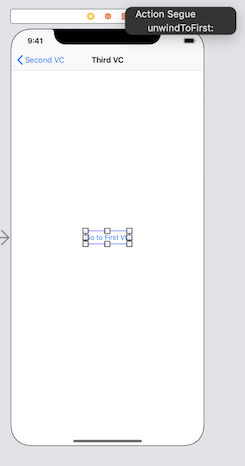 Action Segue
unwindToFirst:
9:41
Second VC
Third VC
Go to First VC